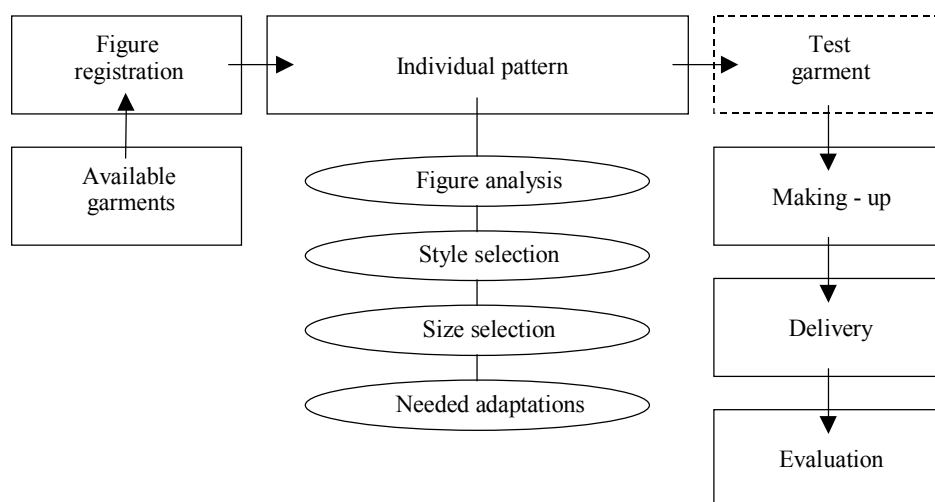 Figure
registration
Individual pattern
Test
garment
Available
garments
Figure analysis
Style selection
Size selection
Needed adaptations
Making - up
Delivery
Evaluation